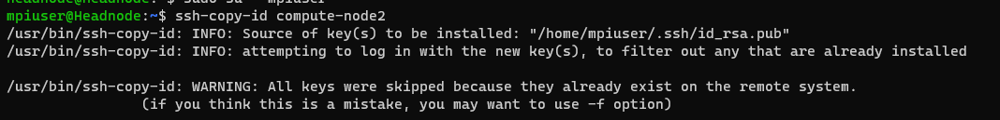 mpiuser@Headnode:~$ ssh-copy-id compute-node2
/usr/bin/ssh-copy-id: INFO: Source of key(s) to be installed: "/home/mpiuser/.ssh/id_rsa.pub"
/usr/bin/ssh-copy-id: INFO: attempting to log in with the new key(s), to filter out any that are already installed
/usr/bin/ssh-copy-id: WARNING: All keys were skipped because they already exist on the remote system.
(if you think this is a mistake, you may want to use -f option)